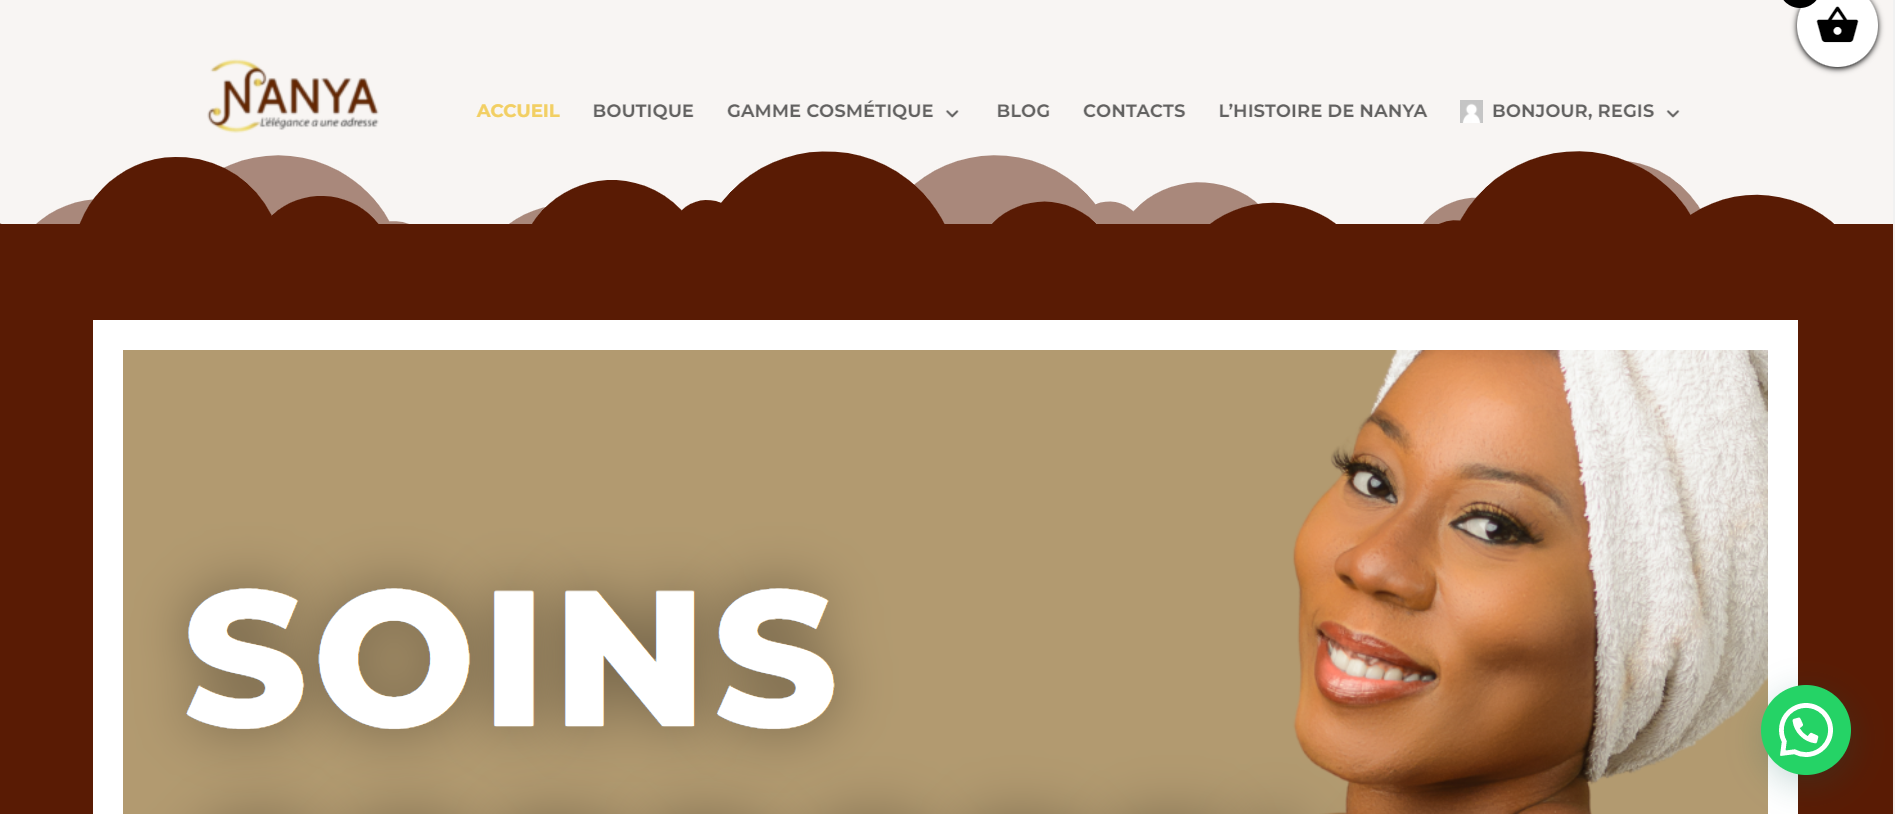 NANYA
L'élégance a une adresse
ACCUEIL
BOUTIQUE
GAMME COSMÉTIQUE
BLOG
CONTACTS
L’HISTOIRE DE NANYA
BONJOUR, REGIS
SOINS